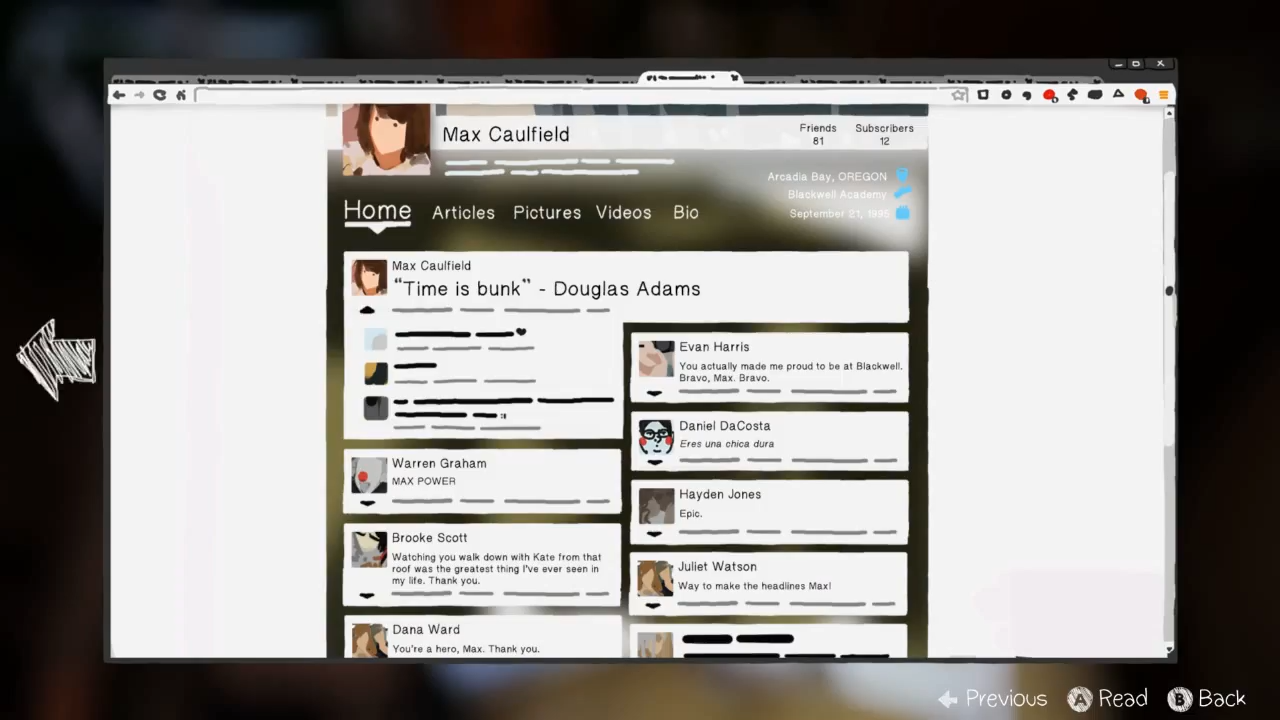 Max Caulfield
Friends
81
Subscribers
12
Arcadia Bay, OREGON
Blackwell Academy
September 21, 1995
Home
Articles
Pictures
Videos
Bio
Max Caulfield
“Time is bunk” - Douglas Adams
Warren Graham
MAX POWER
Brooke Scott
Watching you walk down with Kate from that
roof was the greatest thing I've ever seen in
my life. Thank you.
Dana Ward
You're a hero, Max. Thank you.
Evan Harris
You actually made me proud to be at Blackwell.
Bravo, Max. Bravo.
Daniel DaCosta
Eres una chica dura
Hayden Jones
Epic.
Juliet Watson
Way to make the headlines Max!
Previous
A Read
B Back